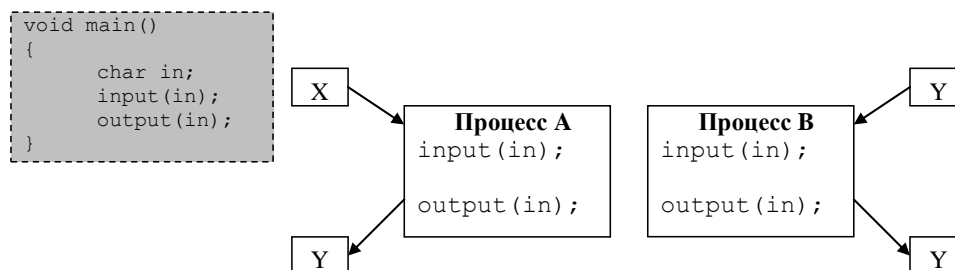 void main()
{
char in;
input(in);
output(in);
}
X
Процесс A
input(in);
output(in);
Y
Y
Процесс B
input(in);
output(in);
Y